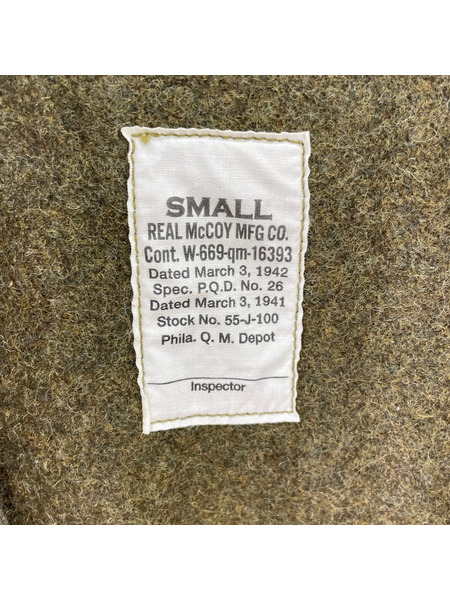 SMALL
REAL McCOY MFG CO.
Cont. W-669-qm-16393
Dated March 3, 1942
Spec. P.Q.D. No. 26
Dated March 3, 1941
Stock No. 55-J-100
Phila. Q. M. Depot
Inspector